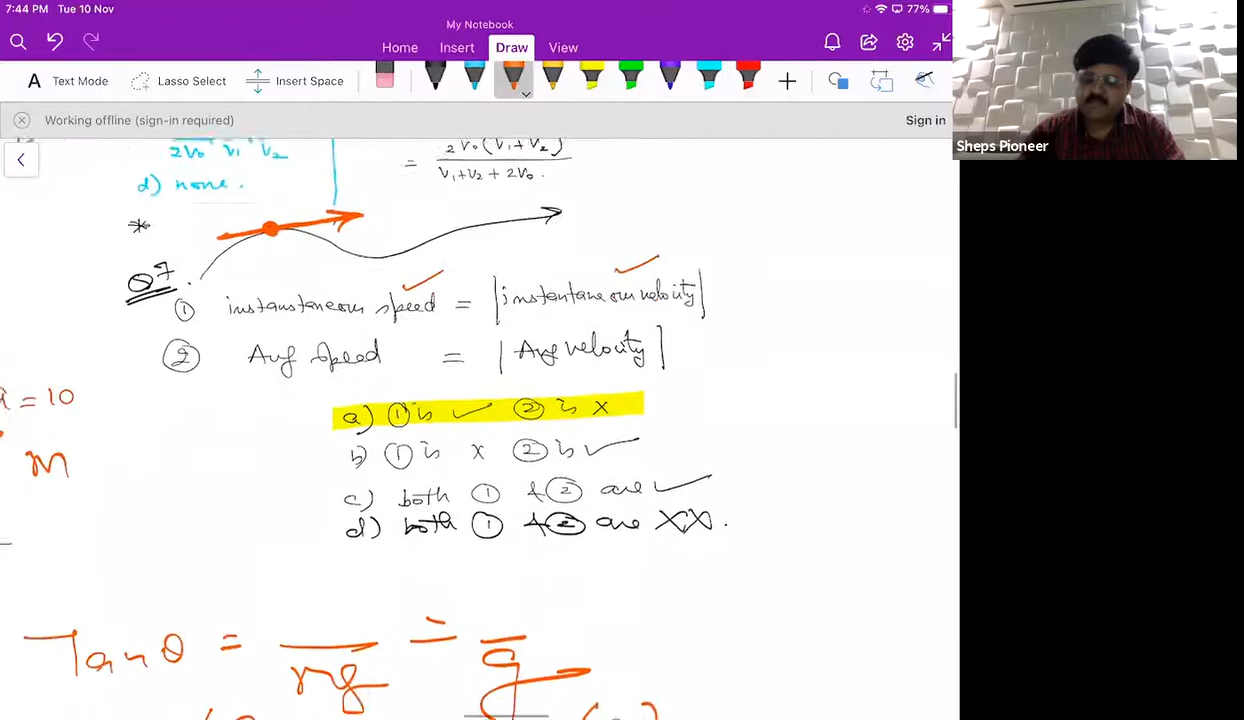 7:44 PM Tue 10 Nov
77%
My Notebook
Home Insert Draw View
A Text Mode Lasso Select Insert Space
Working offline (sign-in required) Sign in
Sheps Pioneer
2V₀ V₁ V₂
= 2V₀(V₁+V₂)
V₁+V₂ + 2V₀.
d) none.
*
Q7.
① instanstaneous speed = |instantaneous velocity|
② Avg speed = |Avg velocity|
= 10
m
a) ① is ✓ ② is x
b) ① is x ② is ✓
c) both ① & ② are ✓
d) both ① & ② are XX.
Tanθ = =
mg g